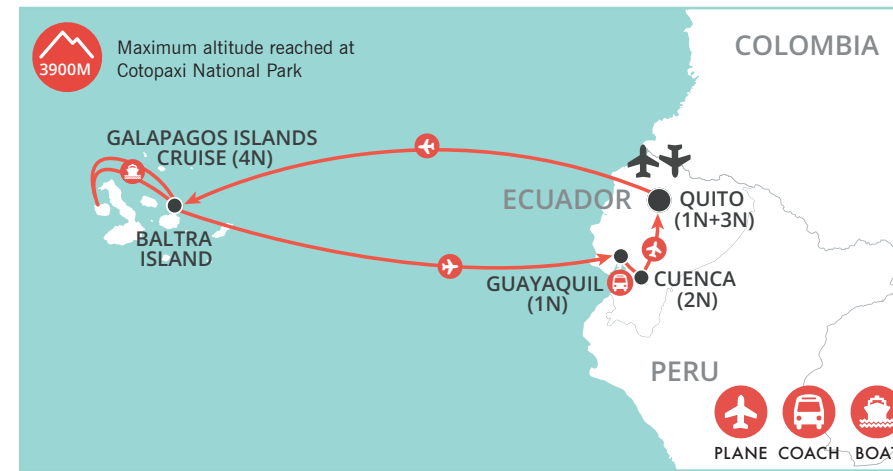 3900M
Maximum altitude reached at
Cotopaxi National Park
COLOMBIA
GALAPAGOS ISLANDS
CRUISE (4N)
ECUADOR
QUITO
(1N+3N)
BALTRA
ISLAND
GUAYAQUIL
(1N)
CUENCA
(2N)
PERU
PLANE
COACH